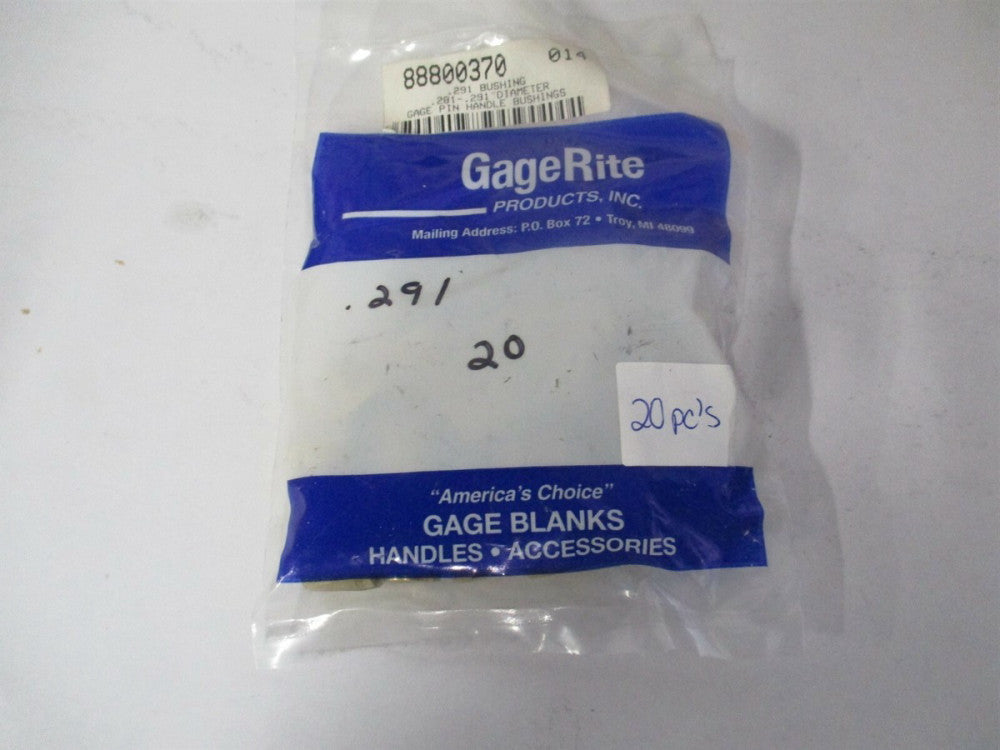 88800370 014
.291 BUSHING
.281-.291"DIAMETER
GAGE PIN HANDLE BUSHINGS
GageRite
PRODUCTS, INC.
Mailing Address: P.O. Box 72 • Troy, MI 48099
.291
20
20 pc's
"America's Choice"
GAGE BLANKS
HANDLES • ACCESSORIES